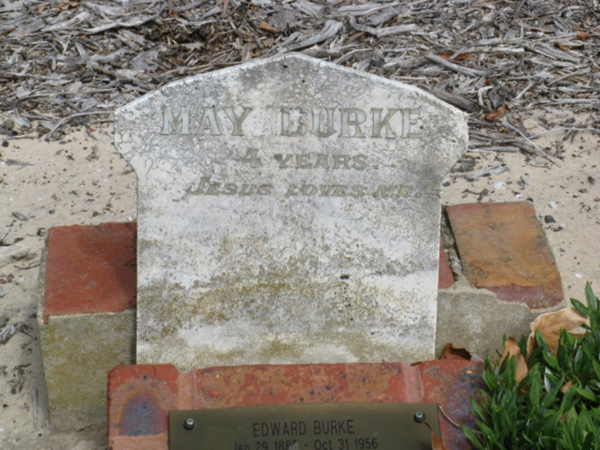 MAY BURKE
4 YEARS.
JESUS LOVES ME.
EDWARD BURKE
Jan 29 - Oct 31 1956